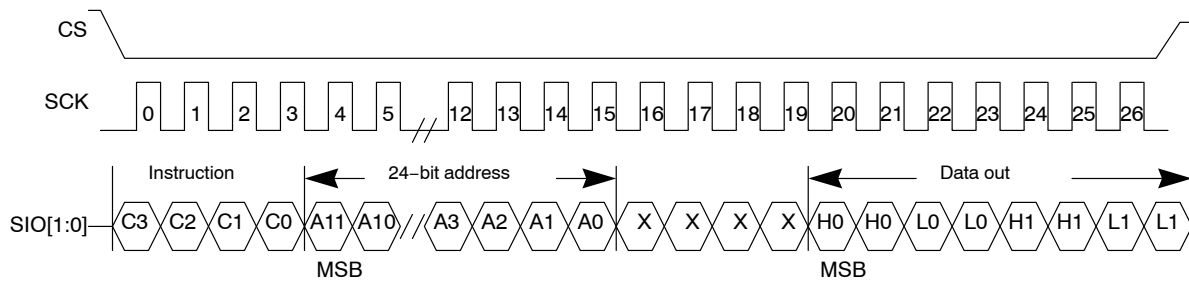 CS
SCK
0 1 2 3 4 5 12 13 14 15 16 17 18 19 20 21 22 23 24 25 26
Instruction 24−bit address Data out
SIO[1:0] C3 C2 C1 C0 A11 A10 A3 A2 A1 A0 X X X X H0 H0 L0 L0 H1 H1 L1 L1
MSB MSB